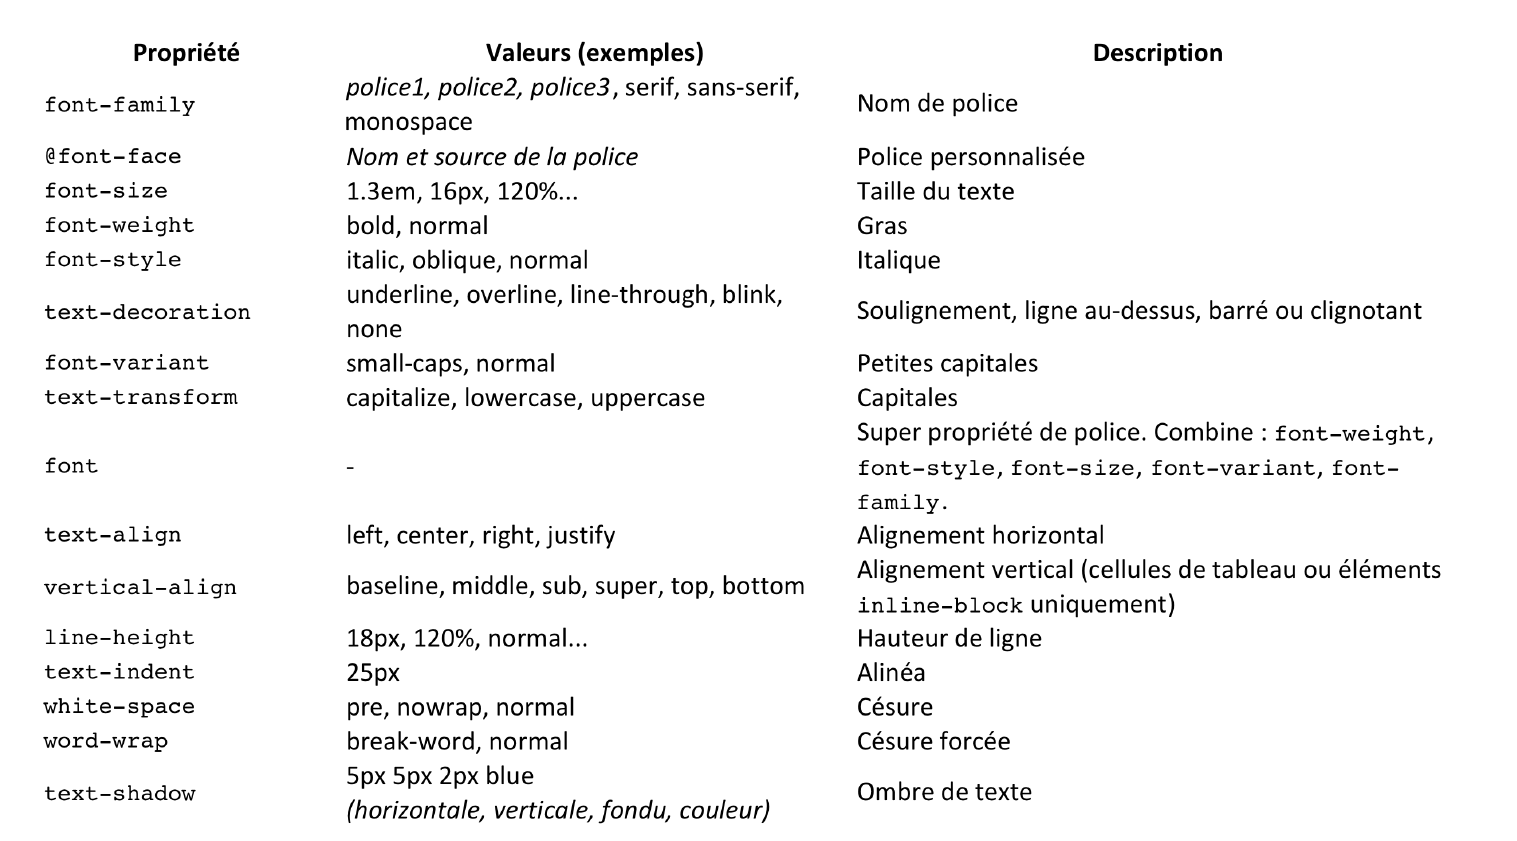 Propriété Valeurs (exemples) Description
font-family police1, police2, police3, serif, sans-serif, monospace Nom de police
@font-face Nom et source de la police Police personnalisée
font-size 1.3em, 16px, 120%... Taille du texte
font-weight bold, normal Gras
font-style italic, oblique, normal Italique
text-decoration underline, overline, line-through, blink, none Soulignement, ligne au-dessus, barré ou clignotant
font-variant small-caps, normal Petites capitales
text-transform capitalize, lowercase, uppercase Capitales
font - Super propriété de police. Combine : font-weight, font-style, font-size, font-variant, font-family.
text-align left, center, right, justify Alignement horizontal
vertical-align baseline, middle, sub, super, top, bottom Alignement vertical (cellules de tableau ou éléments inline-block uniquement)
line-height 18px, 120%, normal... Hauteur de ligne
text-indent 25px Alinéa
white-space pre, nowrap, normal Césure
word-wrap break-word, normal Césure forcée
text-shadow 5px 5px 2px blue (horizontale, verticale, fondu, couleur) Ombre de texte